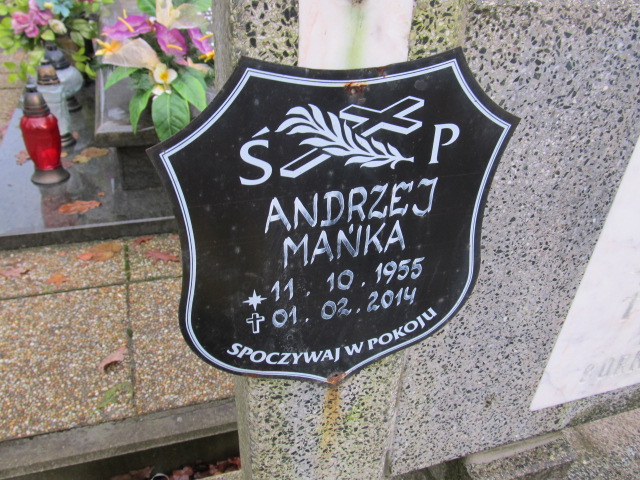 Ś P
ANDRZEJ
MAŃKA
11. 10. 1955
01. 02. 2014
SPOCZYWAJ W POKOJU